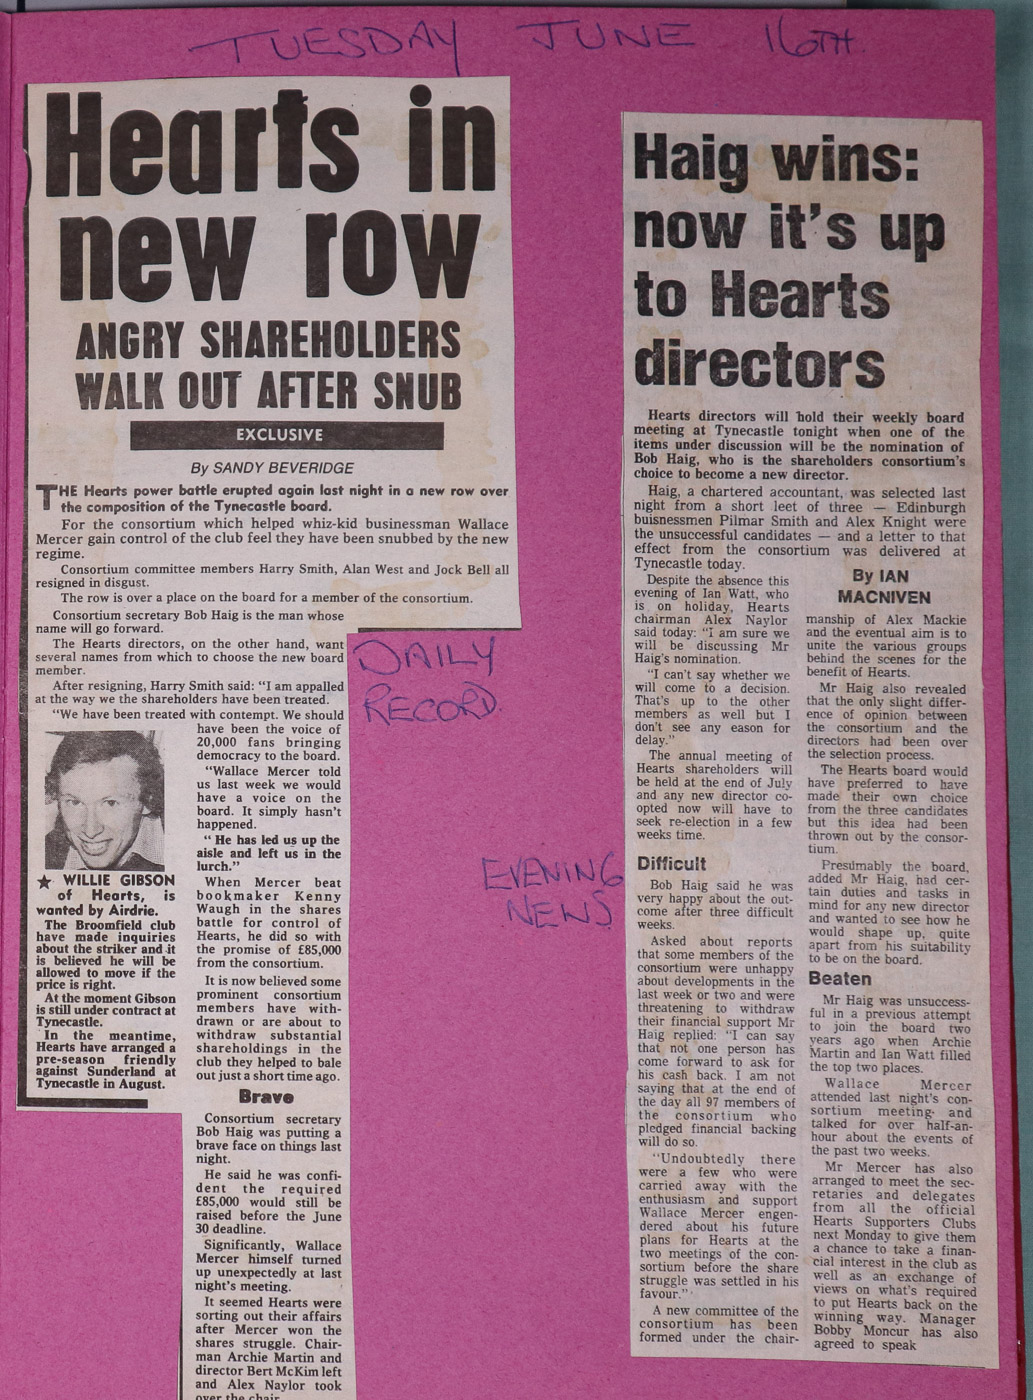 TUESDAY JUNE 16TH.
Hearts in
new row
ANGRY SHAREHOLDERS
WALK OUT AFTER SNUB
EXCLUSIVE
By SANDY BEVERIDGE
THE Hearts power battle erupted again last night in a new row over
the composition of the Tynecastle board.
For the consortium which helped whiz-kid businessman Wallace
Mercer gain control of the club feel they have been snubbed by the new
regime.
Consortium committee members Harry Smith, Alan West and Jock Bell all
resigned in disgust.
The row is over a place on the board for a member of the consortium.
Consortium secretary Bob Haig is the man whose
name will go forward.
The Hearts directors, on the other hand, want
several names from which to choose the new board
member.
After resigning, Harry Smith said: "I am appalled
at the way we the shareholders have been treated.
"We have been treated with contempt. We should
have been the voice of
20,000 fans bringing
democracy to the board.
"Wallace Mercer told
us last week we would
have a voice on the
board. It simply hasn't
happened.
"He has led us up the
aisle and left us in the
lurch."
When Mercer beat
bookmaker Kenny
Waugh in the shares
battle for control of
Hearts, he did so with
the promise of £85,000
from the consortium.
It is now believed some
prominent consortium
members have with-
drawn or are about to
withdraw substantial
shareholdings in the
club they helped to bale
out just a short time ago.
Brave
Consortium secretary
Bob Haig was putting a
brave face on things last
night.
He said he was confi-
dent the required
£85,000 would still be
raised before the June
30 deadline.
Significantly, Wallace
Mercer himself turned
up unexpectedly at last
night's meeting.
It seemed Hearts were
sorting out their affairs
after Mercer won the
shares struggle. Chair-
man Archie Martin and
director Bert McKim left
and Alex Naylor took
over the chair
★ WILLIE GIBSON
of Hearts, is
wanted by Airdrie.
The Broomfield club
have made inquiries
about the striker and it
is believed he will be
allowed to move if the
price is right.
At the moment Gibson
is still under contract at
Tynecastle.
In the meantime,
Hearts have arranged a
pre-season friendly
against Sunderland at
Tynecastle in August.
DAILY
RECORD.
EVENING
NEWS
Haig wins:
now it's up
to Hearts
directors
Hearts directors will hold their weekly board
meeting at Tynecastle tonight when one of the
items under discussion will be the nomination of
Bob Haig, who is the shareholders consortium's
choice to become a new director.
Haig, a chartered accountant, was selected last
night from a short leet of three — Edinburgh
buisnessmen Pilmar Smith and Alex Knight were
the unsuccessful candidates — and a letter to that
effect from the consortium was delivered at
Tynecastle today.
Despite the absence this
evening of Ian Watt, who
is on holiday, Hearts
chairman Alex Naylor
said today: "I am sure we
will be discussing Mr
Haig's nomination.
"I can't say whether we
will come to a decision.
That's up to the other
members as well but I
don't see any eason for
delay."
The annual meeting of
Hearts shareholders will
be held at the end of July
and any new director co-
opted now will have to
seek re-election in a few
weeks time.
Difficult
Bob Haig said he was
very happy about the out-
come after three difficult
weeks.
Asked about reports
that some members of the
consortium were unhappy
about developments in the
last week or two and were
threatening to withdraw
their financial support Mr
Haig replied: "I can say
that not one person has
come forward to ask for
his cash back. I am not
saying that at the end of
the day all 97 members of
the consortium who
pledged financial backing
will do so.
"Undoubtedly there
were a few who were
carried away with the
enthusiasm and support
Wallace Mercer engen-
dered about his future
plans for Hearts at the
two meetings of the con-
sortium before the share
struggle was settled in his
favour."
A new committee of the
consortium has been
formed under the chair-
By IAN
MACNIVEN
manship of Alex Mackie
and the eventual aim is to
unite the various groups
behind the scenes for the
benefit of Hearts.
Mr Haig also revealed
that the only slight differ-
ence of opinion between
the consortium and the
directors had been over
the selection process.
The Hearts board would
have preferred to have
made their own choice
from the three candidates
but this idea had been
thrown out by the consor-
tium.
Presumably the board,
added Mr Haig, had cer-
tain duties and tasks in
mind for any new director
and wanted to see how he
would shape up, quite
apart from his suitability
to be on the board.
Beaten
Mr Haig was unsuccess-
ful in a previous attempt
to join the board two
years ago when Archie
Martin and Ian Watt filled
the top two places.
Wallace Mercer
attended last night's con-
sortium meeting and
talked for over half-an-
hour about the events of
the past two weeks.
Mr Mercer has also
arranged to meet the sec-
retaries and delegates
from all the official
Hearts Supporters Clubs
next Monday to give them
a chance to take a finan-
cial interest in the club as
well as an exchange of
views on what's required
to put Hearts back on the
winning way. Manager
Bobby Moncur has also
agreed to speak